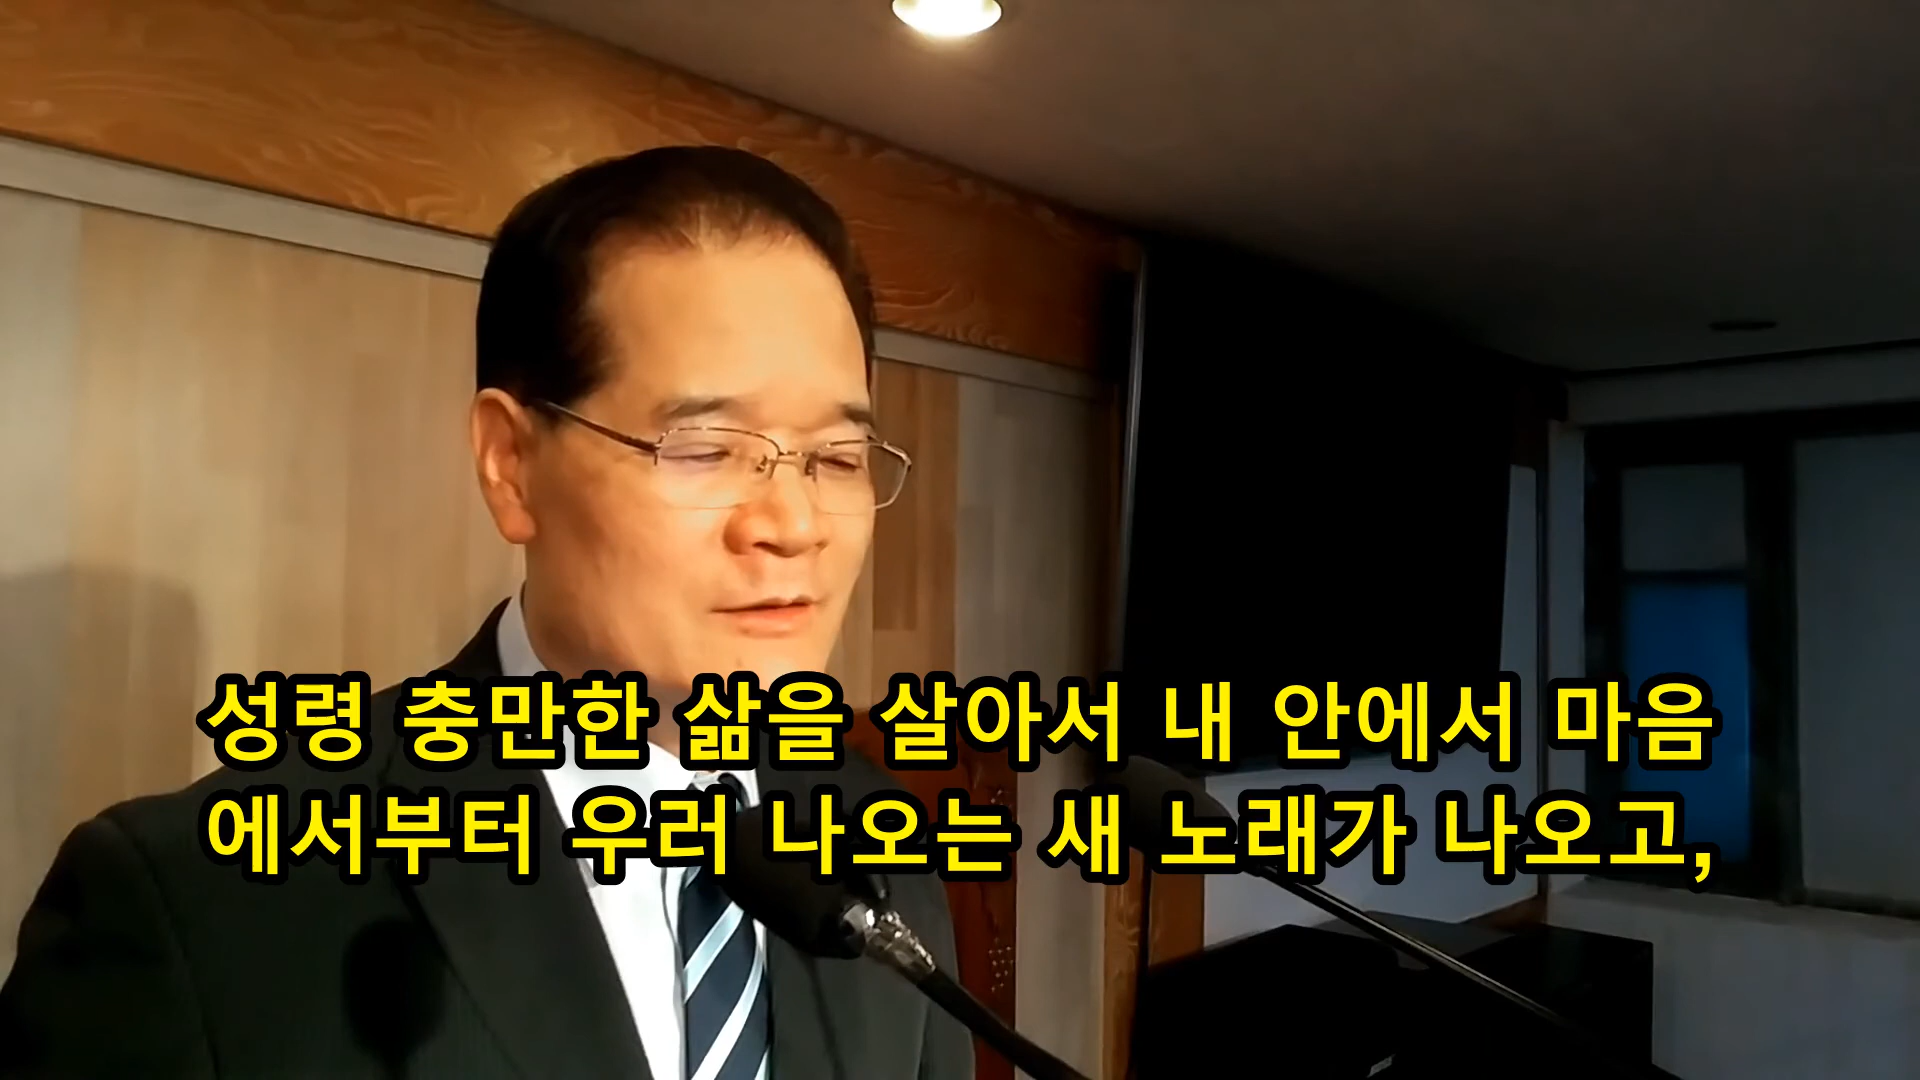 성령 충만한 삶을 살아서 내 안에서 마음
에서부터 우러 나오는 새 노래가 나오고,